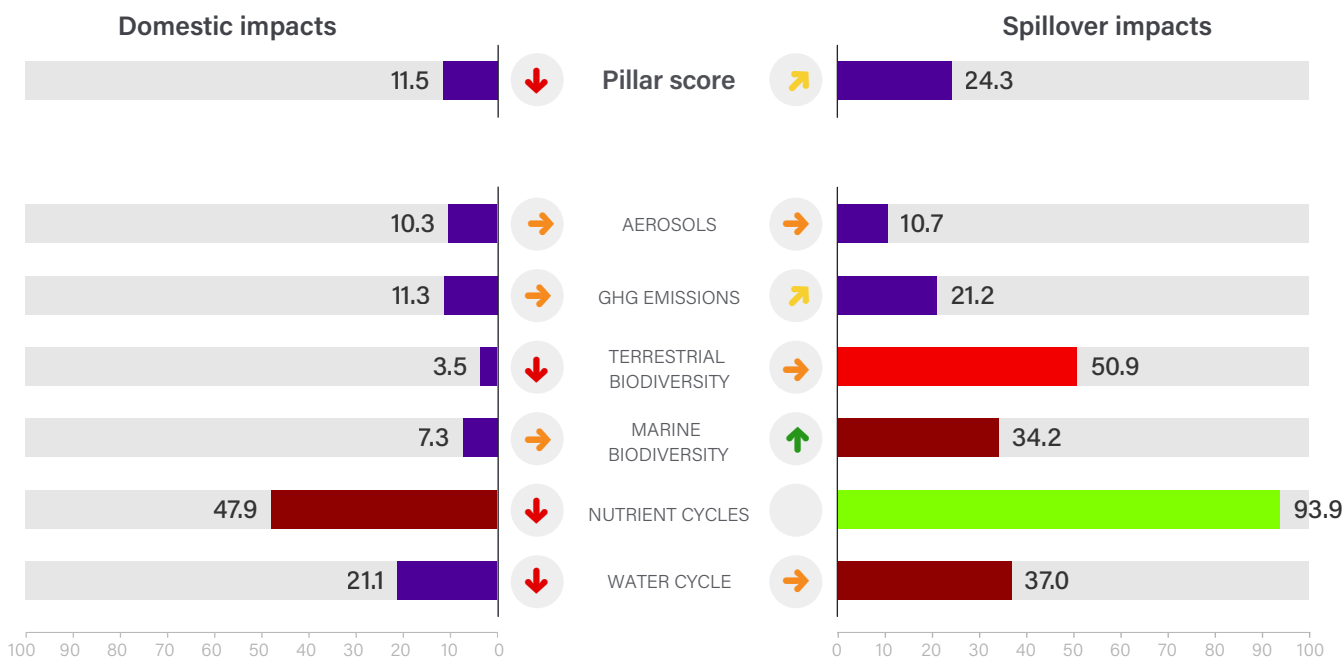 Domestic impacts
Spillover impacts
11.5 Pillar score 24.3
10.3 AEROSOLS 10.7
11.3 GHG EMISSIONS 21.2
3.5 TERRESTRIAL 50.9
BIODIVERSITY
7.3 MARINE 34.2
BIODIVERSITY
47.9 NUTRIENT CYCLES 93.9
21.1 WATER CYCLE 37.0
100 90 80 70 60 50 40 30 20 10 0
0 10 20 30 40 50 60 70 80 90 100